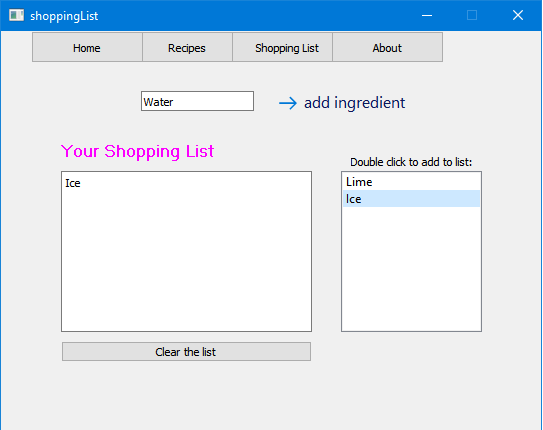 shoppingList
Home Recipes Shopping List About
Water
add ingredient
Your Shopping List
Double click to add to list:
Ice
Lime
Ice
Clear the list